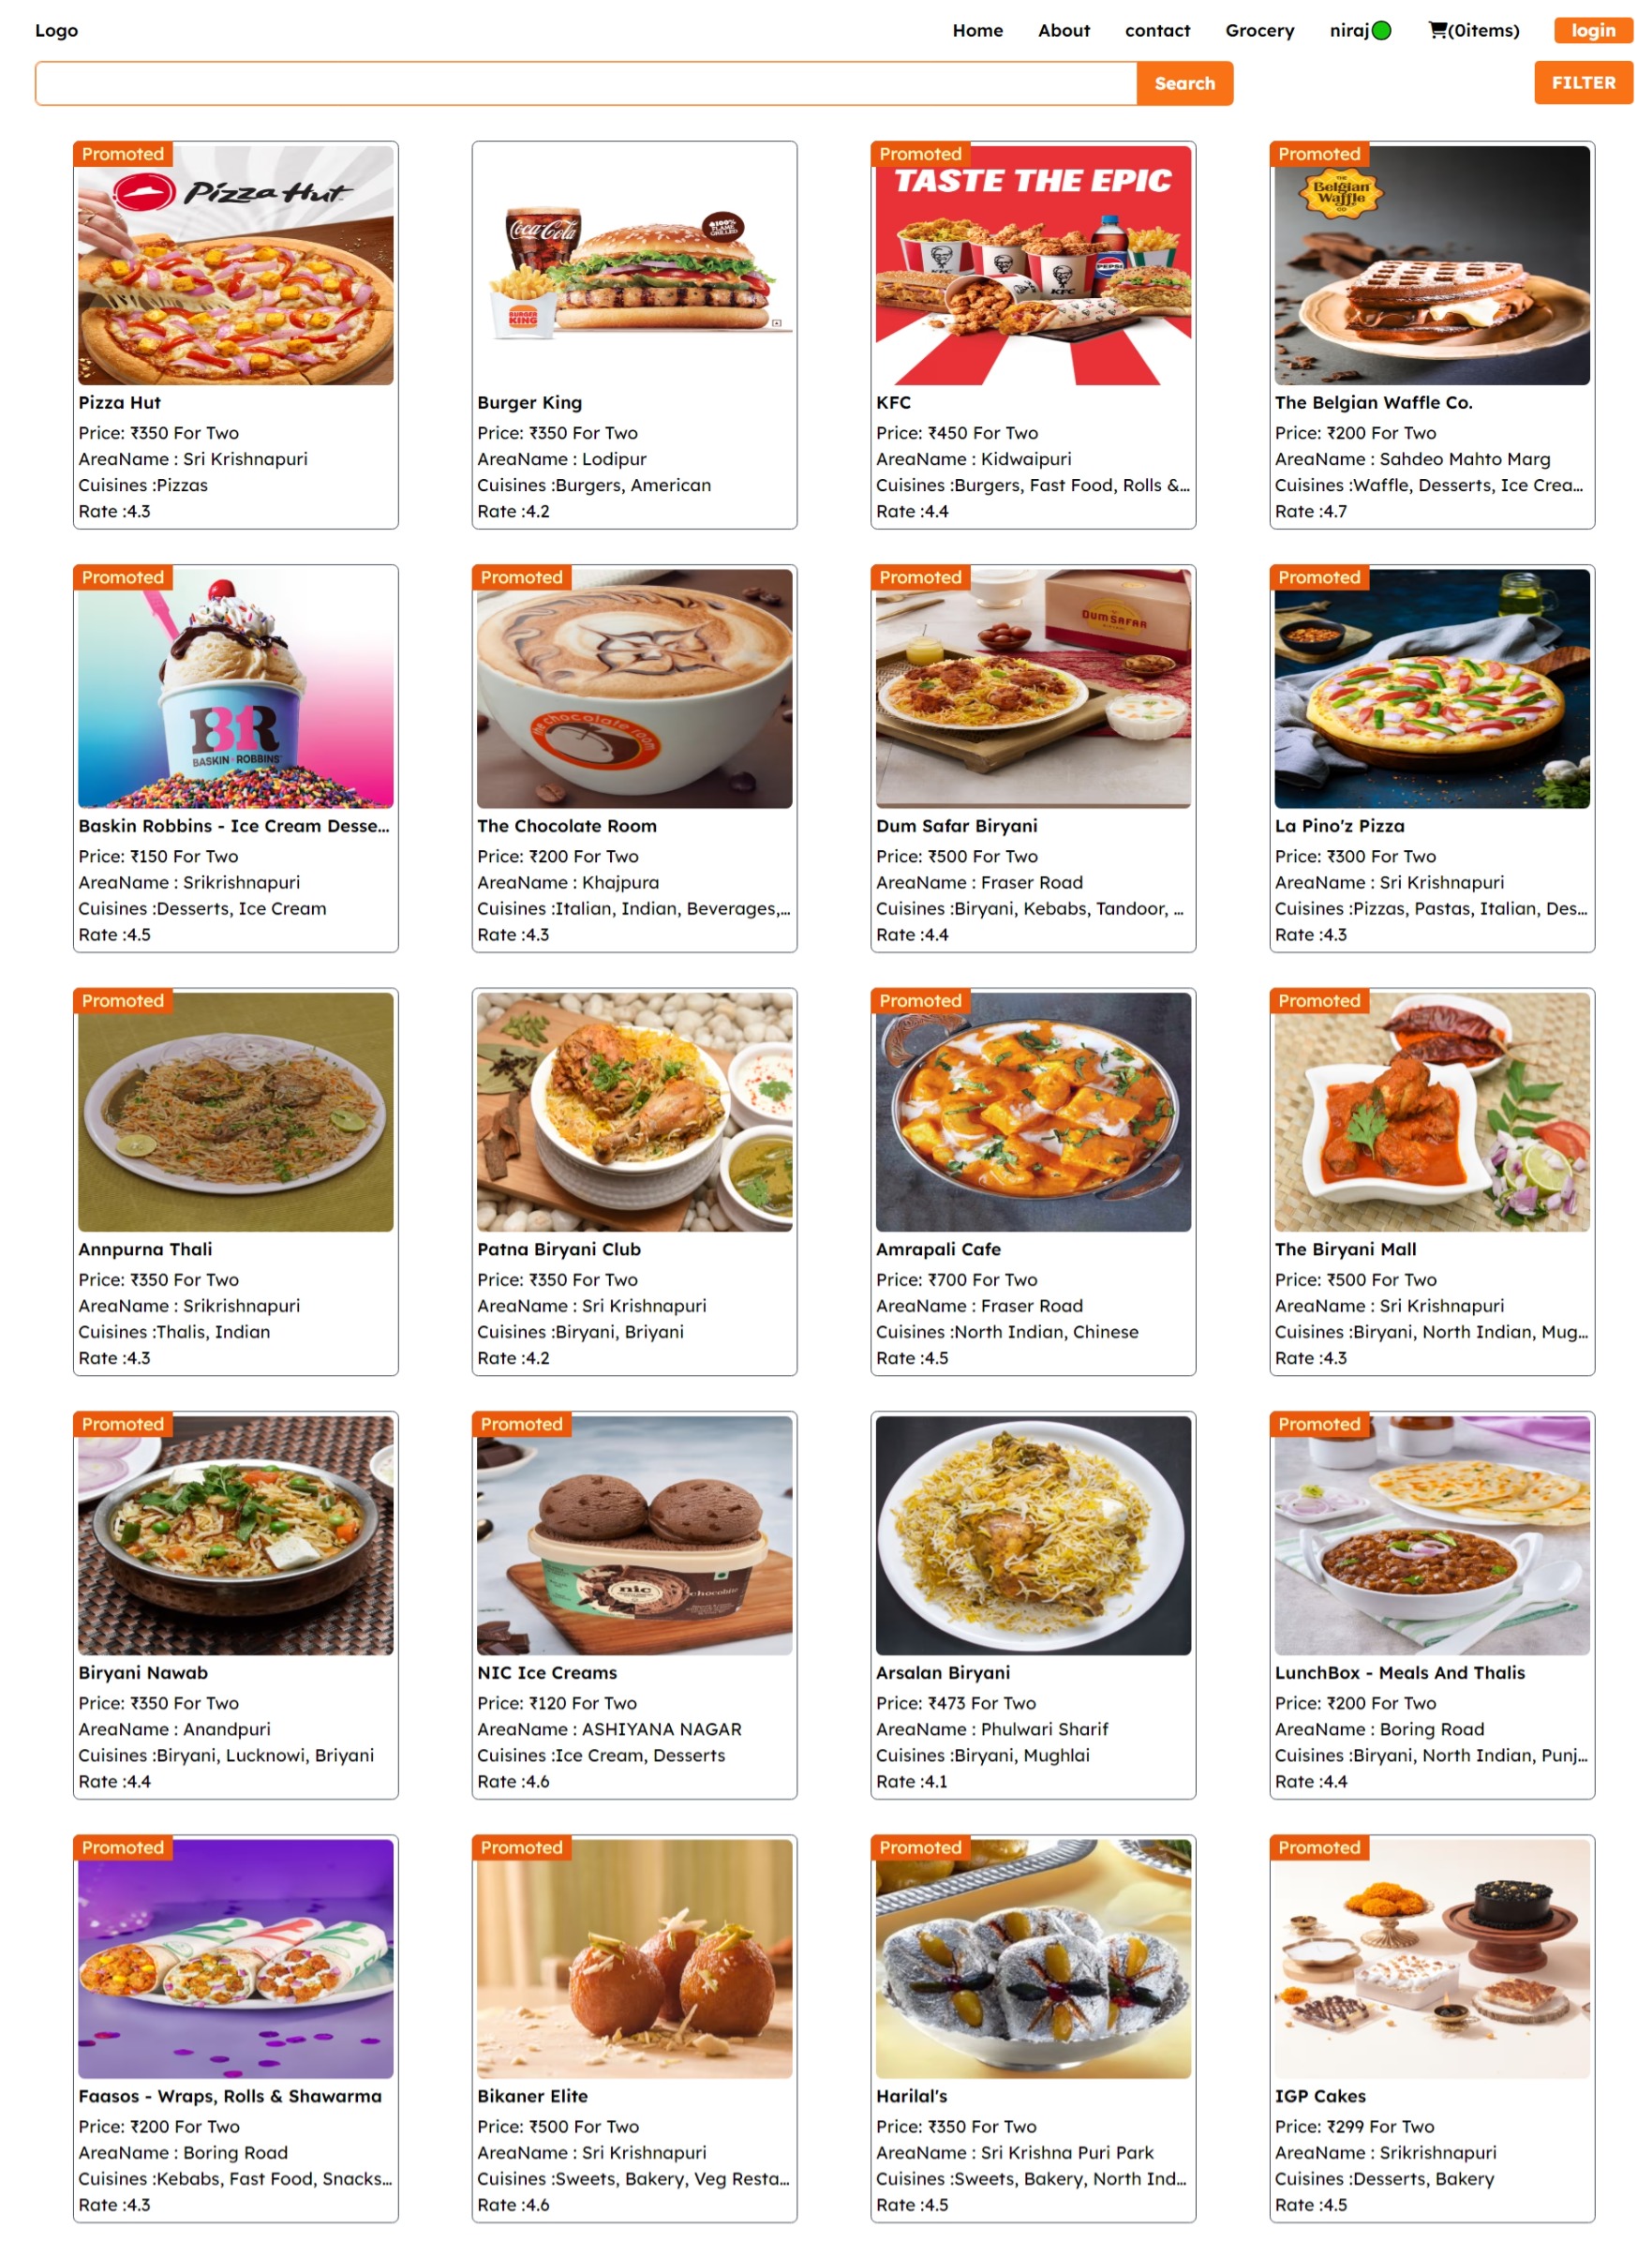 Logo
Home
About
contact
Grocery
niraj
(0items)
login
Search
FILTER
Promoted
Pizza Hut
Pizza Hut
Price: ₹350 For Two
AreaName : Sri Krishnapuri
Cuisines :Pizzas
Rate :4.3
Coca-Cola
100%
FLAME
GRILLED
BURGER
KING
Burger King
Price: ₹350 For Two
AreaName : Lodipur
Cuisines :Burgers, American
Rate :4.2
Promoted
TASTE THE EPIC
KFC
PEPSI
KFC
KFC
Price: ₹450 For Two
AreaName : Kidwaipuri
Cuisines :Burgers, Fast Food, Rolls &...
Rate :4.4
Promoted
THE
Belgian
Waffle
CO
The Belgian Waffle Co.
Price: ₹200 For Two
AreaName : Sahdeo Mahto Marg
Cuisines :Waffle, Desserts, Ice Crea...
Rate :4.7
Promoted
BR
BASKIN ROBBINS
Baskin Robbins - Ice Cream Desse...
Price: ₹150 For Two
AreaName : Srikrishnapuri
Cuisines :Desserts, Ice Cream
Rate :4.5
Promoted
the chocolate room
The Chocolate Room
Price: ₹200 For Two
AreaName : Khajpura
Cuisines :Italian, Indian, Beverages,...
Rate :4.3
Promoted
DUM SAFAR
Dum Safar Biryani
Price: ₹500 For Two
AreaName : Fraser Road
Cuisines :Biryani, Kebabs, Tandoor, ...
Rate :4.4
Promoted
La Pino'z Pizza
Price: ₹300 For Two
AreaName : Sri Krishnapuri
Cuisines :Pizzas, Pastas, Italian, Des...
Rate :4.3
Promoted
Annpurna Thali
Price: ₹350 For Two
AreaName : Srikrishnapuri
Cuisines :Thalis, Indian
Rate :4.3
Patna Biryani Club
Price: ₹350 For Two
AreaName : Sri Krishnapuri
Cuisines :Biryani, Briyani
Rate :4.2
Promoted
Amrapali Cafe
Price: ₹700 For Two
AreaName : Fraser Road
Cuisines :North Indian, Chinese
Rate :4.5
Promoted
The Biryani Mall
Price: ₹500 For Two
AreaName : Sri Krishnapuri
Cuisines :Biryani, North Indian, Mug...
Rate :4.3
Promoted
Biryani Nawab
Price: ₹350 For Two
AreaName : Anandpuri
Cuisines :Biryani, Lucknowi, Briyani
Rate :4.4
Promoted
nic
chocobite
NIC Ice Creams
Price: ₹120 For Two
AreaName : ASHIYANA NAGAR
Cuisines :Ice Cream, Desserts
Rate :4.6
Arsalan Biryani
Price: ₹473 For Two
AreaName : Phulwari Sharif
Cuisines :Biryani, Mughlai
Rate :4.1
Promoted
LunchBox - Meals And Thalis
Price: ₹200 For Two
AreaName : Boring Road
Cuisines :Biryani, North Indian, Punj...
Rate :4.4
Promoted
Faasos - Wraps, Rolls & Shawarma
Price: ₹200 For Two
AreaName : Boring Road
Cuisines :Kebabs, Fast Food, Snacks...
Rate :4.3
Promoted
Bikaner Elite
Price: ₹500 For Two
AreaName : Sri Krishnapuri
Cuisines :Sweets, Bakery, Veg Resta...
Rate :4.6
Promoted
Harilal's
Price: ₹350 For Two
AreaName : Sri Krishna Puri Park
Cuisines :Sweets, Bakery, North Ind...
Rate :4.5
Promoted
IGP Cakes
Price: ₹299 For Two
AreaName : Srikrishnapuri
Cuisines :Desserts, Bakery
Rate :4.5